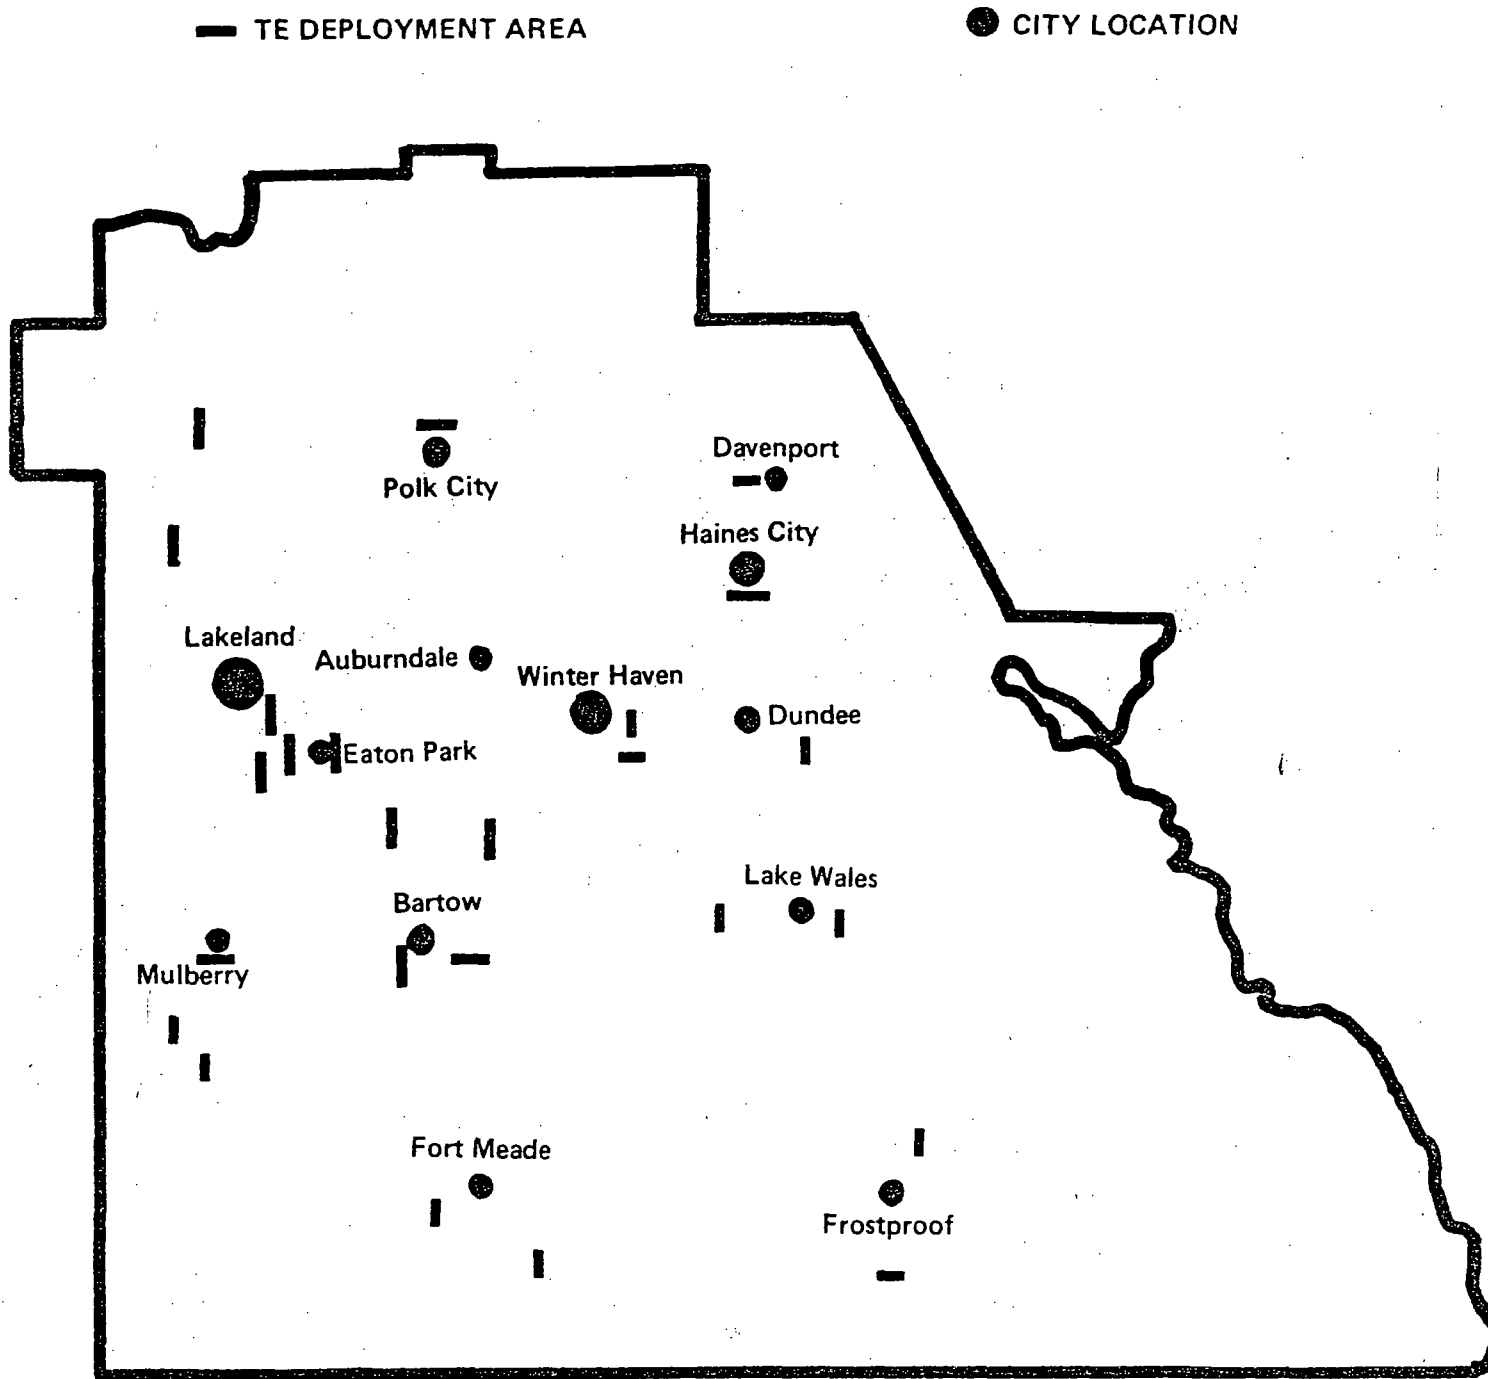 TE DEPLOYMENT AREA
CITY LOCATION
Davenport
Polk City
Haines City
Lakeland
Auburndale
Winter Haven
Dundee
Eaton Park
Lake Wales
Bartow
Mulberry
Fort Meade
Frostproof